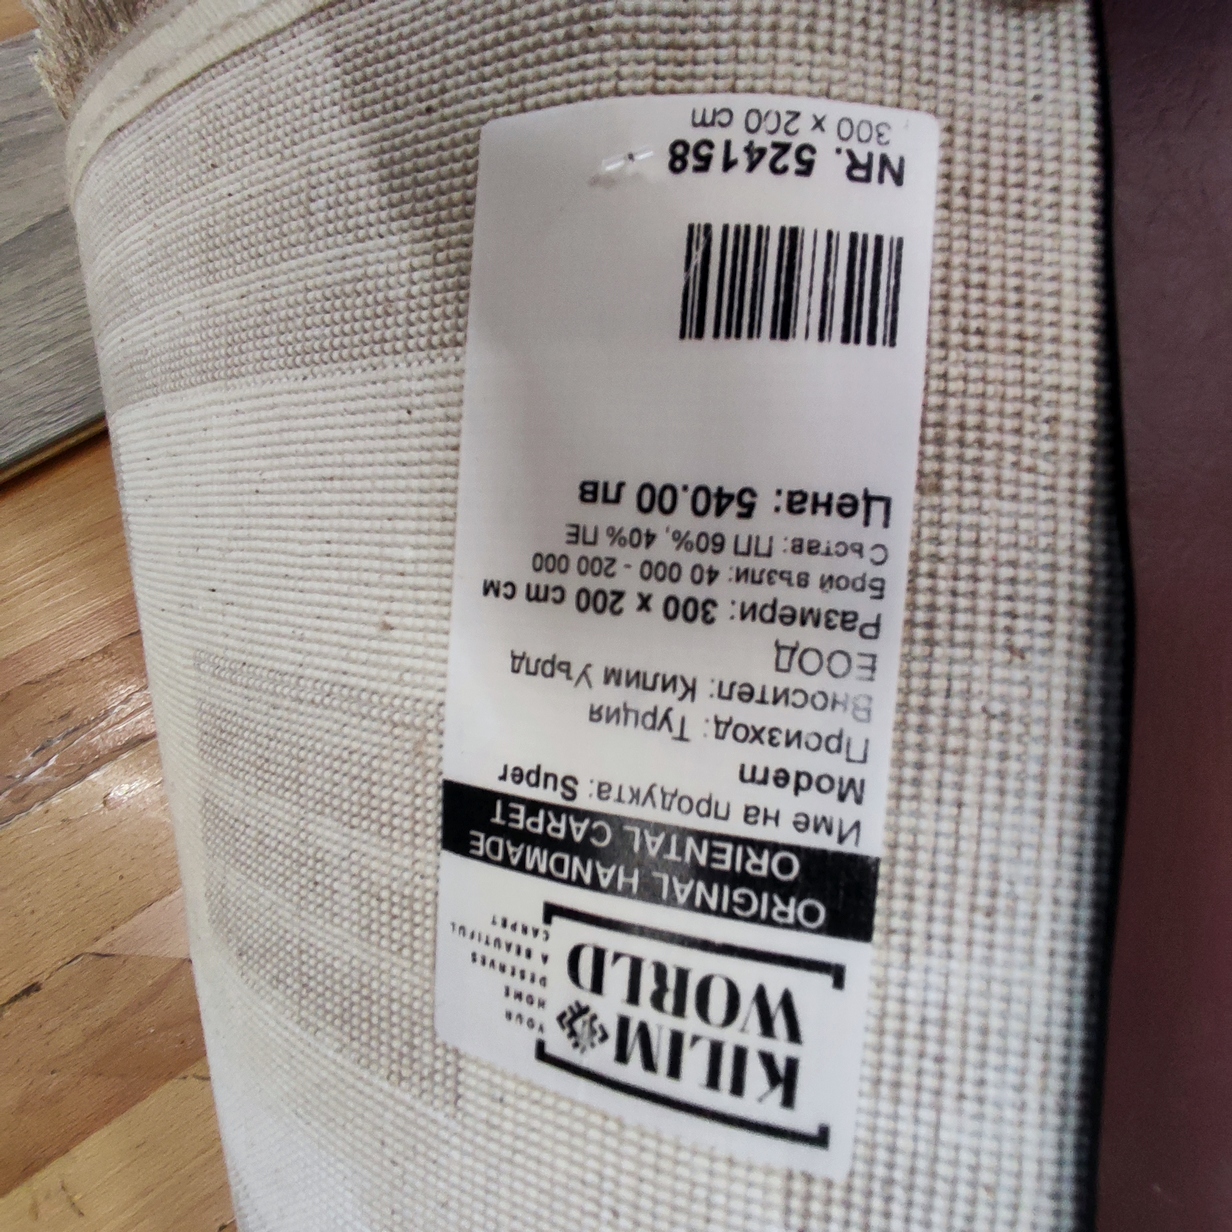 KILIM
WORLD
YOUR
HOME
DESERVES
A BEAUTIFUL
CARPET
ORIGINAL HANDMADE
ORIENTAL CARPET
Име на продукта: Super
Modern
Произход: Турция
Вносител: Килим Уърлд
ЕООД
Размери: 300 x 200 cm см
Брой възли: 40 000 - 200 000
Състав: ПП 60%, 40% ПЕ
Цена: 540.00 лв
NR. 524158
300 x 200 cm